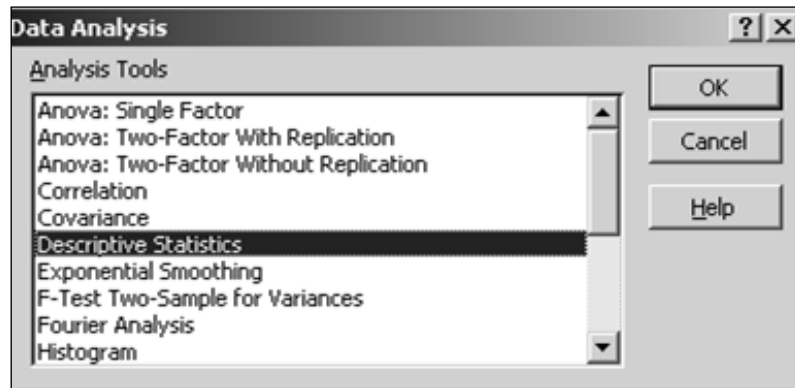 Data Analysis
? X
Analysis Tools
Anova: Single Factor
Anova: Two-Factor With Replication
Anova: Two-Factor Without Replication
Correlation
Covariance
Descriptive Statistics
Exponential Smoothing
F-Test Two-Sample for Variances
Fourier Analysis
Histogram
OK
Cancel
Help